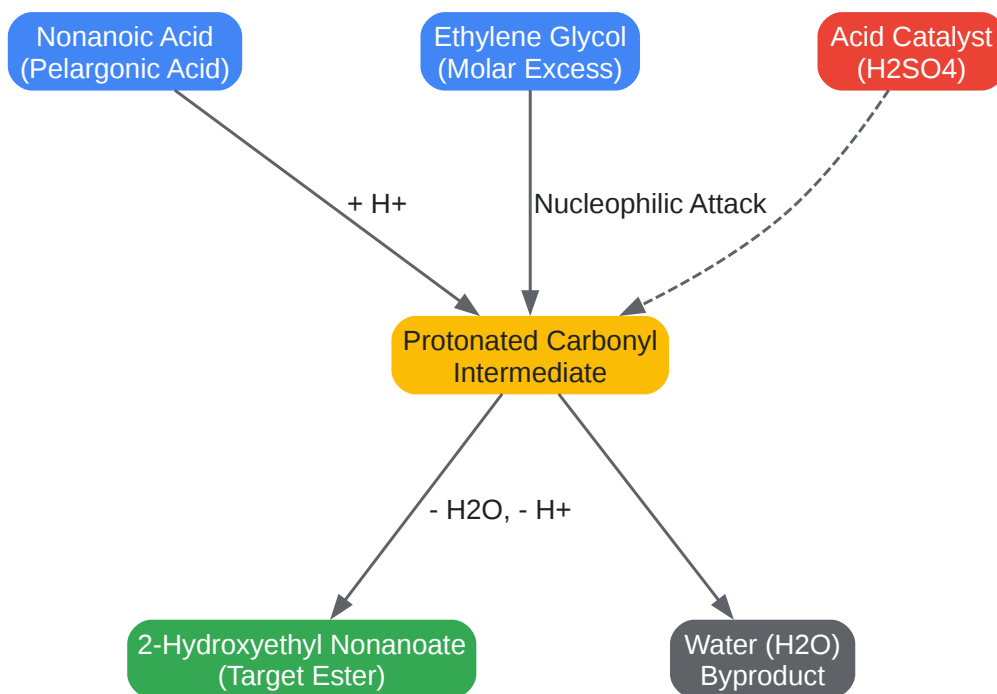 Nonanoic Acid
(Pelargonic Acid)
Ethylene Glycol
(Molar Excess)
Acid Catalyst
(H2SO4)
+ H+
Nucleophilic Attack
Protonated Carbonyl
Intermediate
- H2O, - H+
2-Hydroxyethyl Nonanoate
(Target Ester)
Water (H2O)
Byproduct